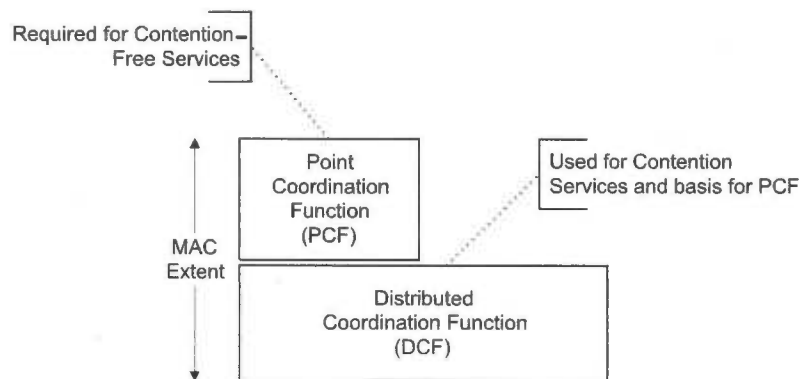 Required for Contention–
Free Services
Point
Coordination
Function
(PCF)
Used for Contention
Services and basis for PCF
MAC
Extent
Distributed
Coordination Function
(DCF)